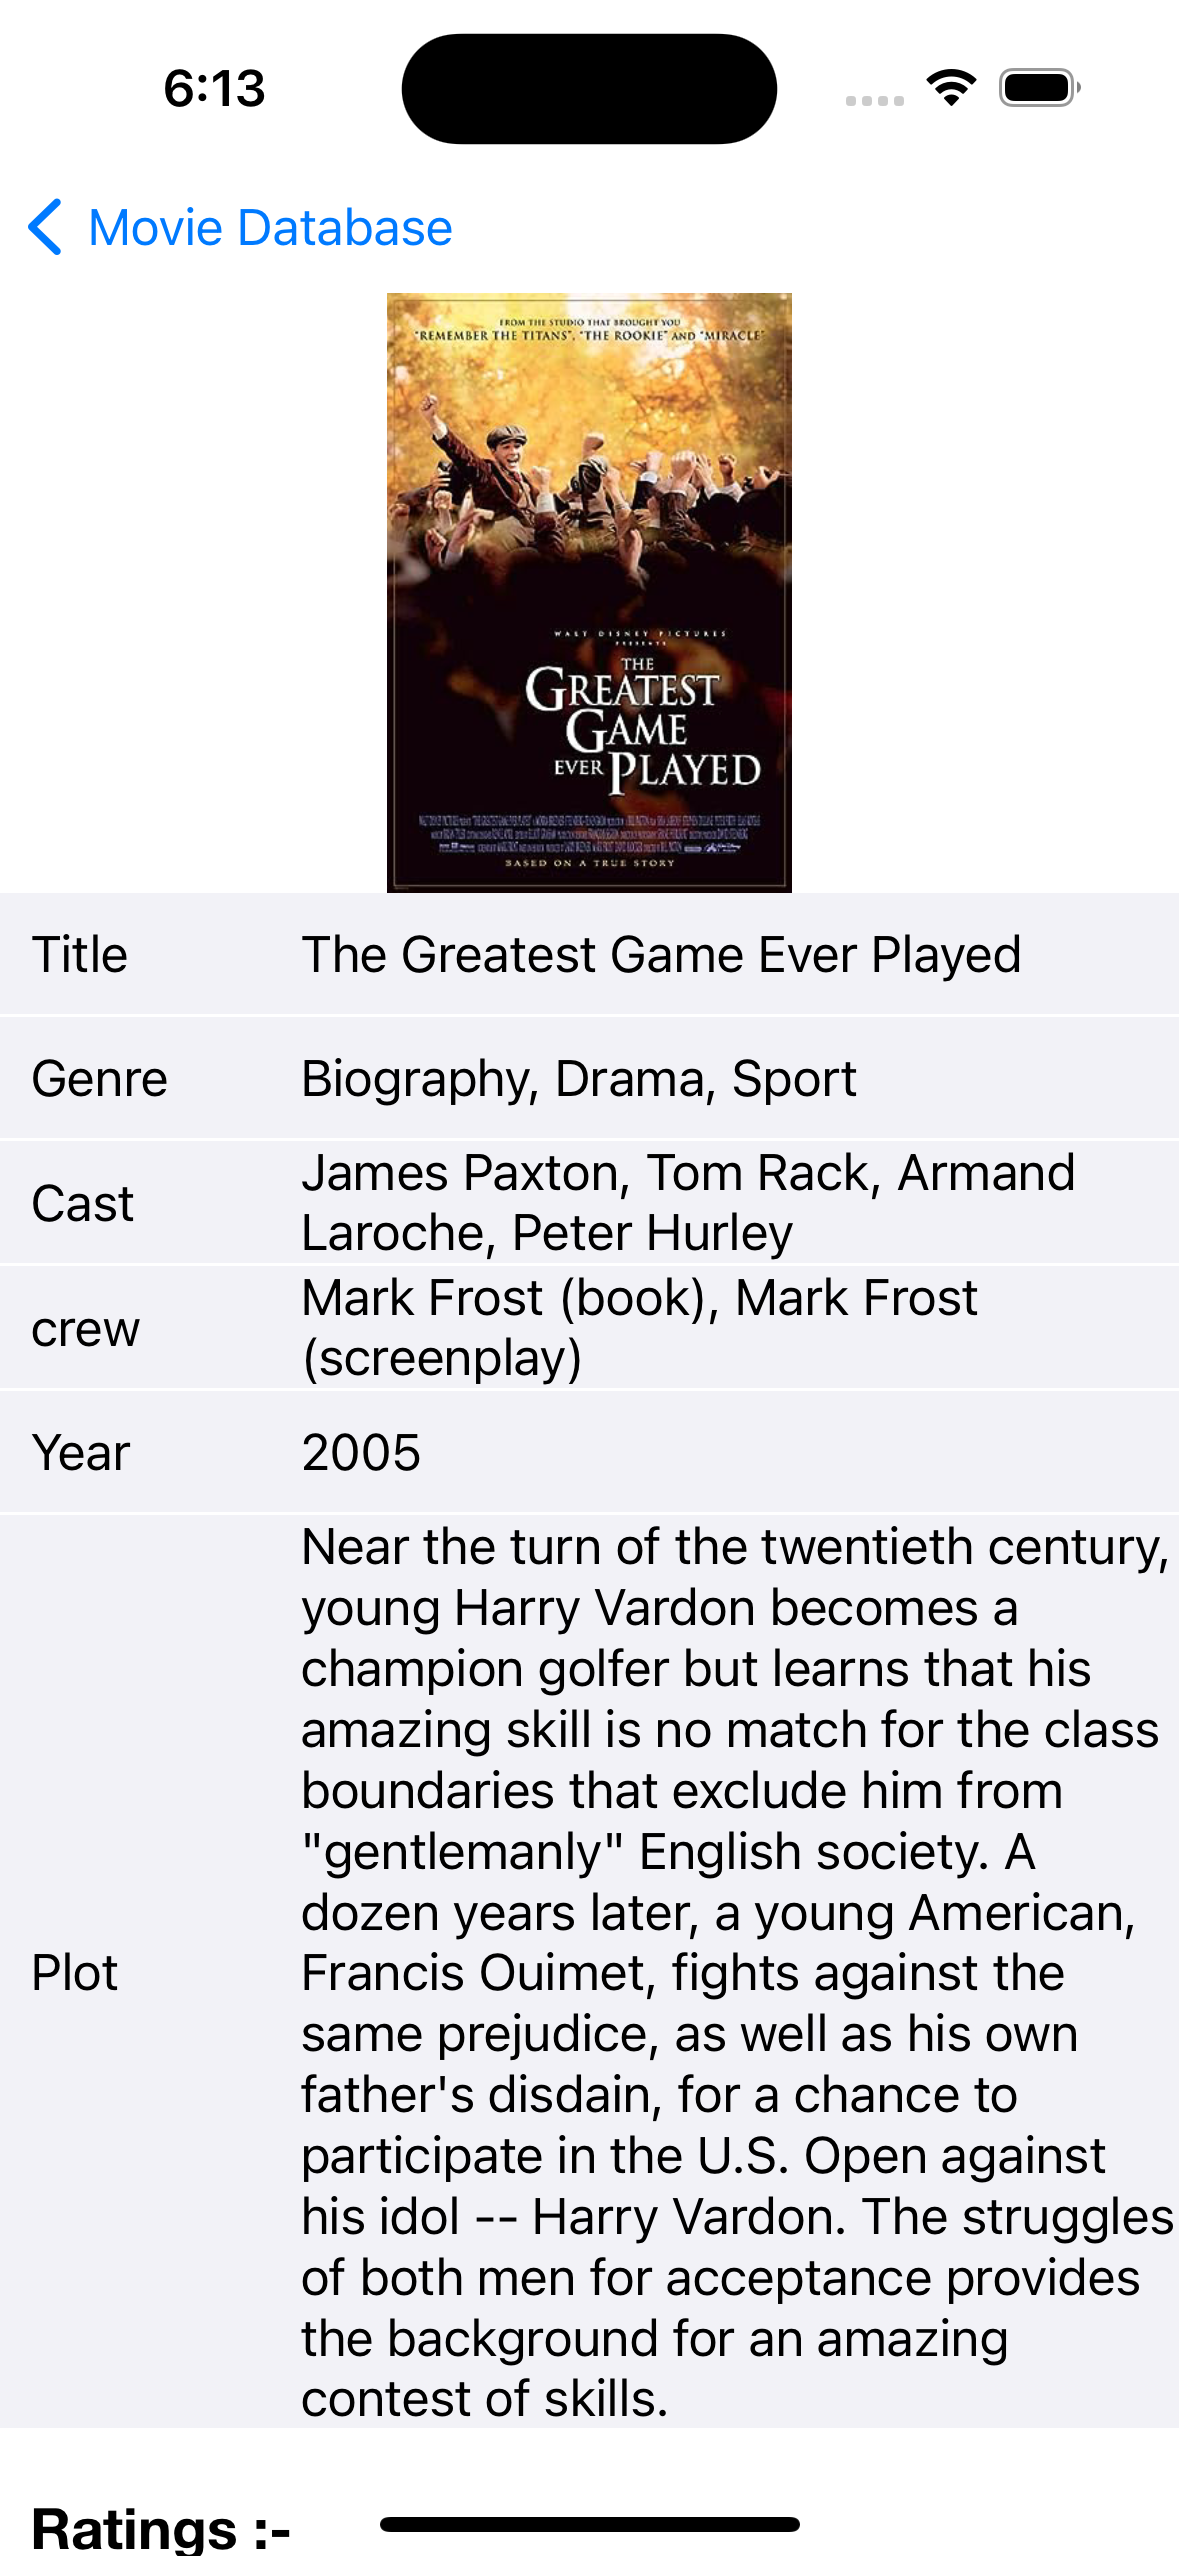 6:13
Movie Database
FROM THE STUDIO THAT BROUGHT YOU
"REMEMBER THE TITANS", "THE ROOKIE" AND "MIRACLE"
WALT DISNEY PICTURES
PRESENTS
THE
GREATEST
GAME
EVER PLAYED
BASED ON A TRUE STORY
Title The Greatest Game Ever Played
Genre Biography, Drama, Sport
Cast James Paxton, Tom Rack, Armand
Laroche, Peter Hurley
crew Mark Frost (book), Mark Frost
(screenplay)
Year 2005
Plot Near the turn of the twentieth century,
young Harry Vardon becomes a
champion golfer but learns that his
amazing skill is no match for the class
boundaries that exclude him from
"gentlemanly" English society. A
dozen years later, a young American,
Francis Ouimet, fights against the
same prejudice, as well as his own
father's disdain, for a chance to
participate in the U.S. Open against
his idol -- Harry Vardon. The struggles
of both men for acceptance provides
the background for an amazing
contest of skills.
Ratings :-